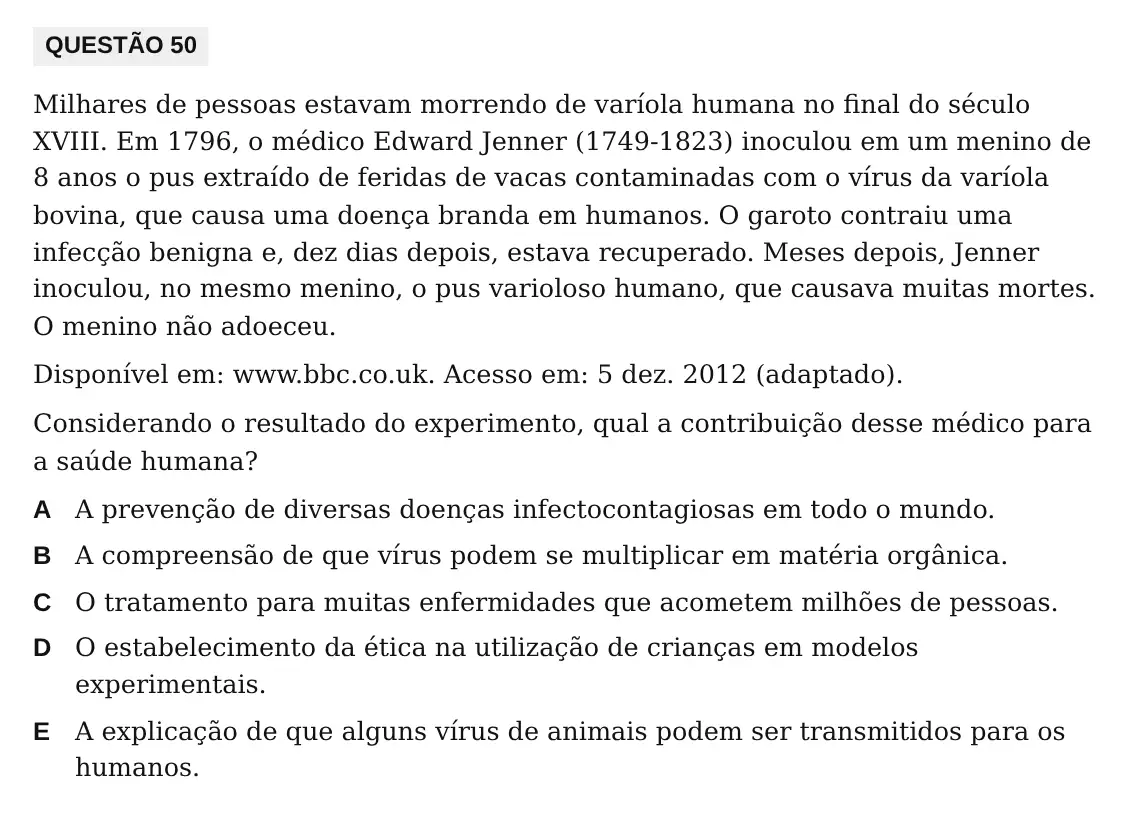 QUESTÃO 50
Milhares de pessoas estavam morrendo de varíola humana no final do século
XVIII. Em 1796, o médico Edward Jenner (1749-1823) inoculou em um menino de
8 anos o pus extraído de feridas de vacas contaminadas com o vírus da varíola
bovina, que causa uma doença branda em humanos. O garoto contraiu uma
infecção benigna e, dez dias depois, estava recuperado. Meses depois, Jenner
inoculou, no mesmo menino, o pus varioloso humano, que causava muitas mortes.
O menino não adoeceu.
Disponível em: www.bbc.co.uk. Acesso em: 5 dez. 2012 (adaptado).
Considerando o resultado do experimento, qual a contribuição desse médico para
a saúde humana?
A A prevenção de diversas doenças infectocontagiosas em todo o mundo.
B A compreensão de que vírus podem se multiplicar em matéria orgânica.
C O tratamento para muitas enfermidades que acometem milhões de pessoas.
D O estabelecimento da ética na utilização de crianças em modelos
experimentais.
E A explicação de que alguns vírus de animais podem ser transmitidos para os
humanos.